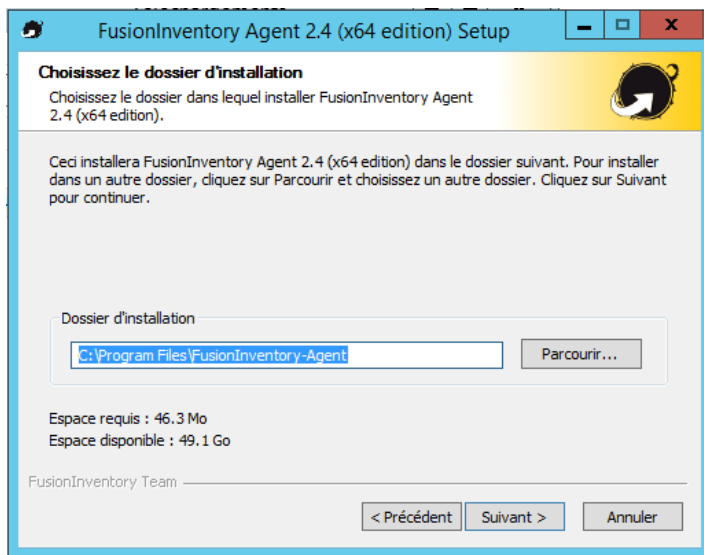 FusionInventory Agent 2.4 (x64 edition) Setup
Choisissez le dossier d'installation
Choisissez le dossier dans lequel installer FusionInventory Agent
2.4 (x64 edition).
Ceci installera FusionInventory Agent 2.4 (x64 edition) dans le dossier suivant. Pour installer
dans un autre dossier, cliquez sur Parcourir et choisissez un autre dossier. Cliquez sur Suivant
pour continuer.
Dossier d'installation
C:\Program Files\FusionInventory-Agent
Parcourir...
Espace requis : 46.3 Mo
Espace disponible : 49.1 Go
FusionInventory Team
< Précédent
Suivant >
Annuler